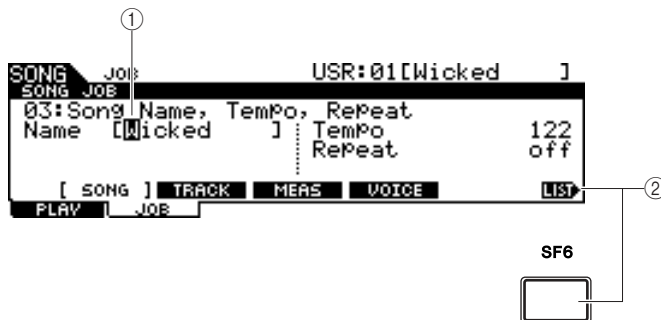 ①
SONG JOB USR:01[Wicked ]
SONG JOB
03:Song Name, Tempo, Repeat
Name [Wicked ] Tempo 122
Repeat off
[ SONG ] TRACK MEAS VOICE LIST
②
PLAY JOB
SF6